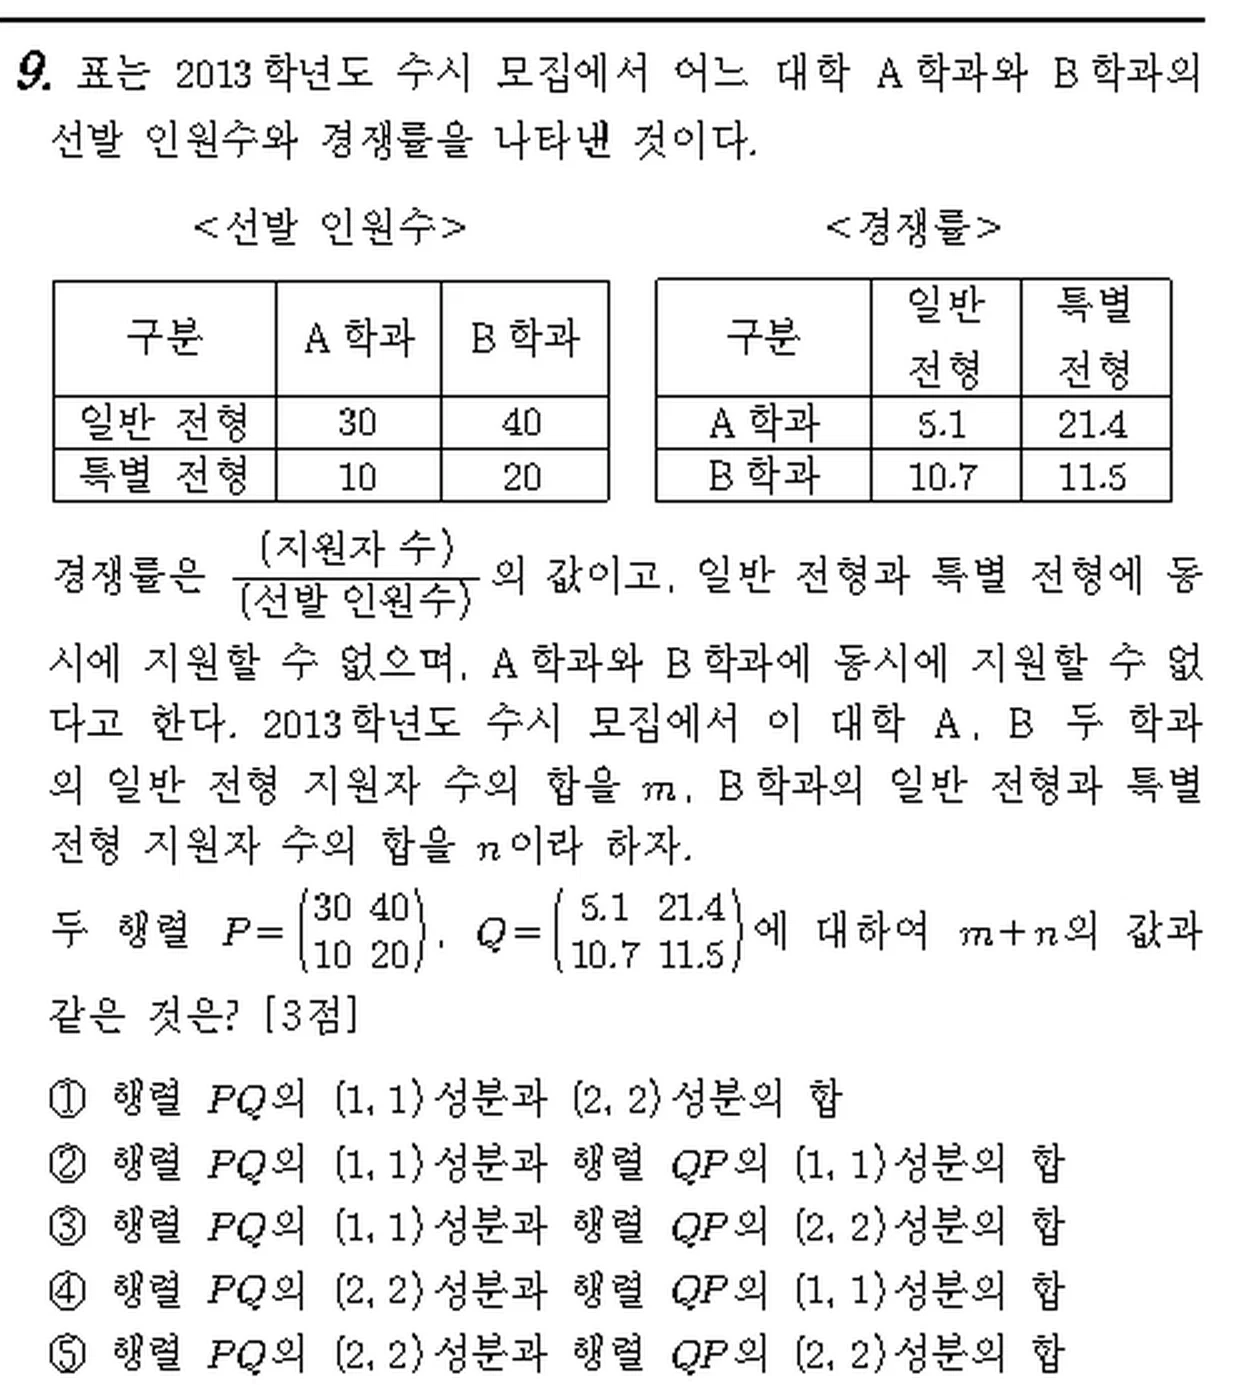 9. 표는 2013학년도 수시 모집에서 어느 대학 A학과와 B학과의
선발 인원수와 경쟁률을 나타낸 것이다.
<선발 인원수>
구분 A학과 B학과
일반 전형 30 40
특별 전형 10 20
<경쟁률>
구분 일반 전형 특별 전형
A학과 5.1 21.4
B학과 10.7 11.5
경쟁률은 (지원자 수)/(선발 인원수)의 값이고, 일반 전형과 특별 전형에 동
시에 지원할 수 없으며, A학과와 B학과에 동시에 지원할 수 없
다고 한다. 2013학년도 수시 모집에서 이 대학 A, B 두 학과
의 일반 전형 지원자 수의 합을 m, B학과의 일반 전형과 특별
전형 지원자 수의 합을 n이라 하자.
두 행렬 P=(30 40 10 20), Q=(5.1 21.4 10.7 11.5)에 대하여 m+n의 값과
같은 것은? [3점]
① 행렬 PQ의 (1, 1)성분과 (2, 2)성분의 합
② 행렬 PQ의 (1, 1)성분과 행렬 QP의 (1, 1)성분의 합
③ 행렬 PQ의 (1, 1)성분과 행렬 QP의 (2, 2)성분의 합
④ 행렬 PQ의 (2, 2)성분과 행렬 QP의 (1, 1)성분의 합
⑤ 행렬 PQ의 (2, 2)성분과 행렬 QP의 (2, 2)성분의 합